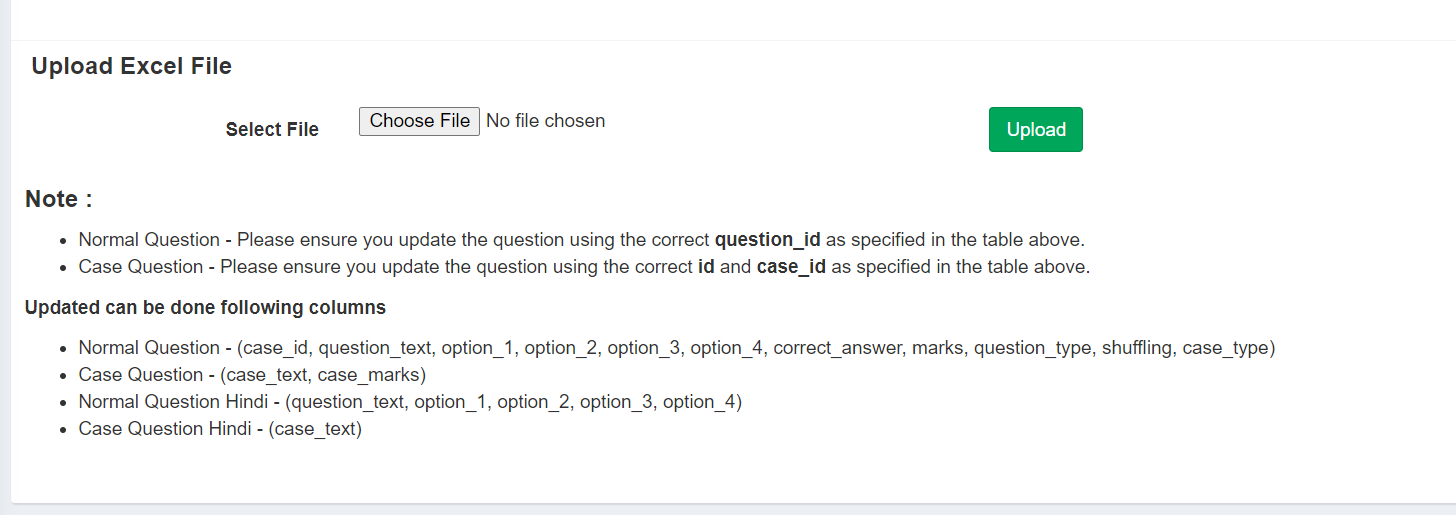 Upload Excel File
Select File Choose File No file chosen Upload
Note :
Normal Question - Please ensure you update the question using the correct question_id as specified in the table above.
Case Question - Please ensure you update the question using the correct id and case_id as specified in the table above.
Updated can be done following columns
Normal Question - (case_id, question_text, option_1, option_2, option_3, option_4, correct_answer, marks, question_type, shuffling, case_type)
Case Question - (case_text, case_marks)
Normal Question Hindi - (question_text, option_1, option_2, option_3, option_4)
Case Question Hindi - (case_text)